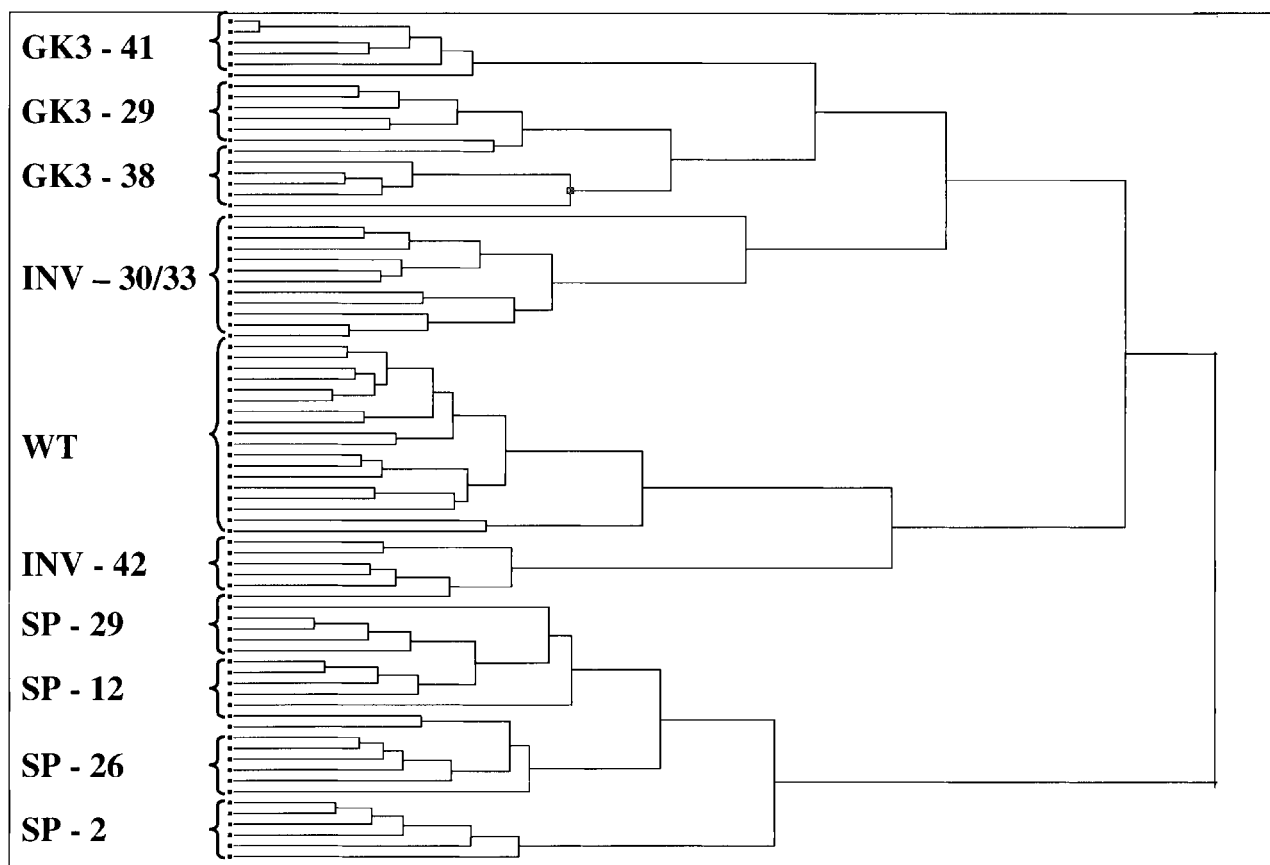 GK3 - 41
GK3 - 29
GK3 - 38
INV – 30/33
WT
INV - 42
SP - 29
SP - 12
SP - 26
SP - 2